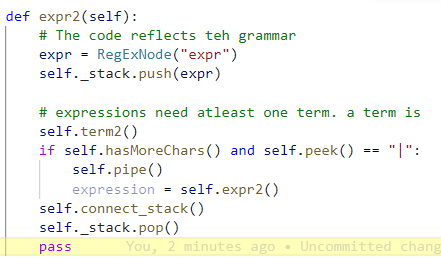 def expr2(self):
# The code reflects teh grammar
expr = RegExNode("expr")
self._stack.push(expr)
# expressions need atleast one term. a term is
self.term2()
if self.hasMoreChars() and self.peek() == "|":
self.pipe()
expression = self.expr2()
self.connect_stack()
self._stack.pop()
pass You, 2 minutes ago • Uncommitted chang